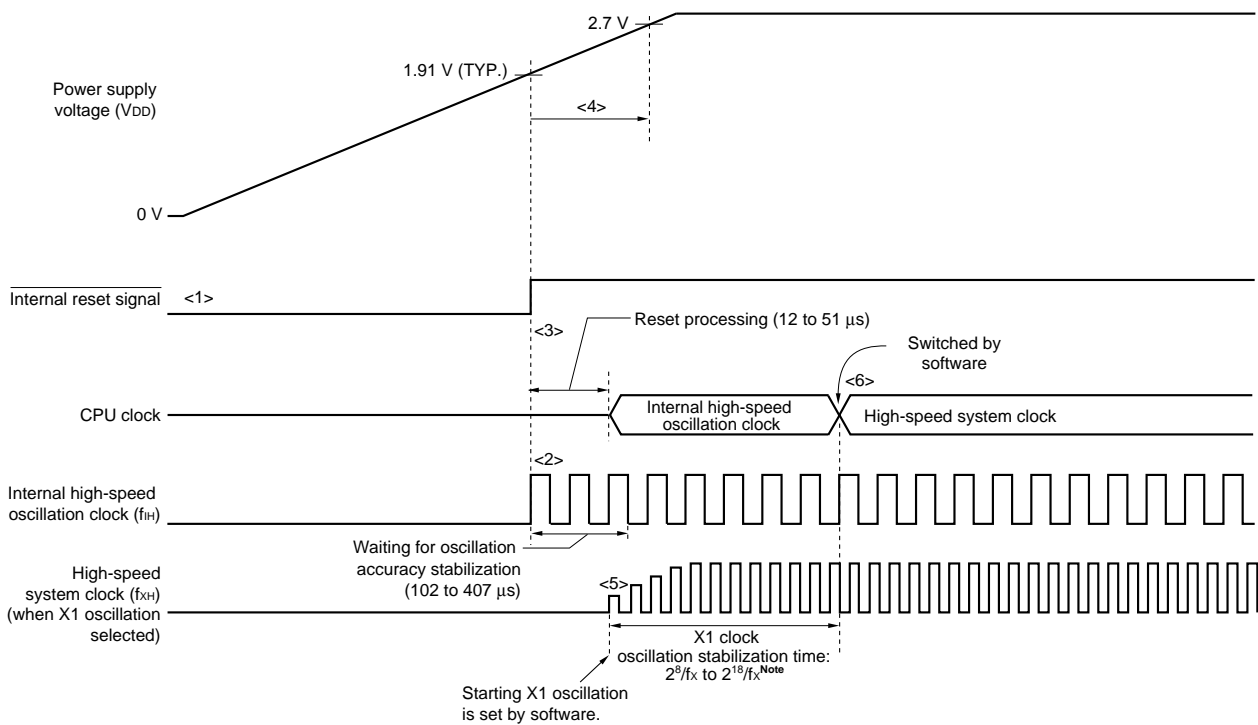 2.7 V
1.91 V (TYP.)
Power supply
voltage (VDD)
<4>
0 V
Internal reset signal
<1>
<3>
Reset processing (12 to 51 μs)
Switched by
software
<6>
CPU clock
Internal high-speed
oscillation clock
High-speed system clock
<2>
Internal high-speed
oscillation clock (fIH)
Waiting for oscillation
accuracy stabilization
(102 to 407 μs)
High-speed
system clock (fXH)
(when X1 oscillation
selected)
<5>
X1 clock
oscillation stabilization time:
2⁸/fX to 2¹⁸/fX Note
Starting X1 oscillation
is set by software.